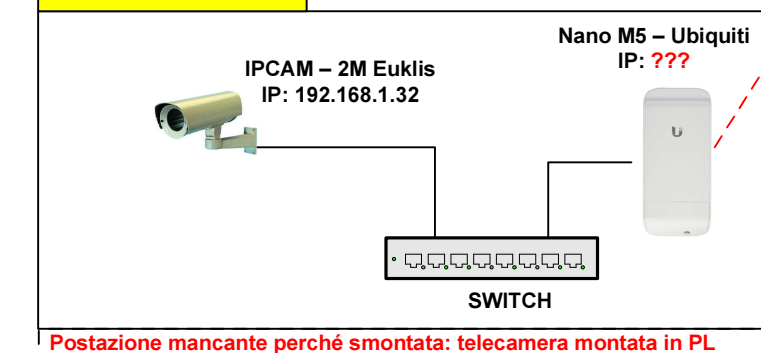 Nano M5 – Ubiquiti
IP: ???
IPCAM – 2M Euklis
IP: 192.168.1.32
U
SWITCH
Postazione mancante perché smontata: telecamera montata in PL